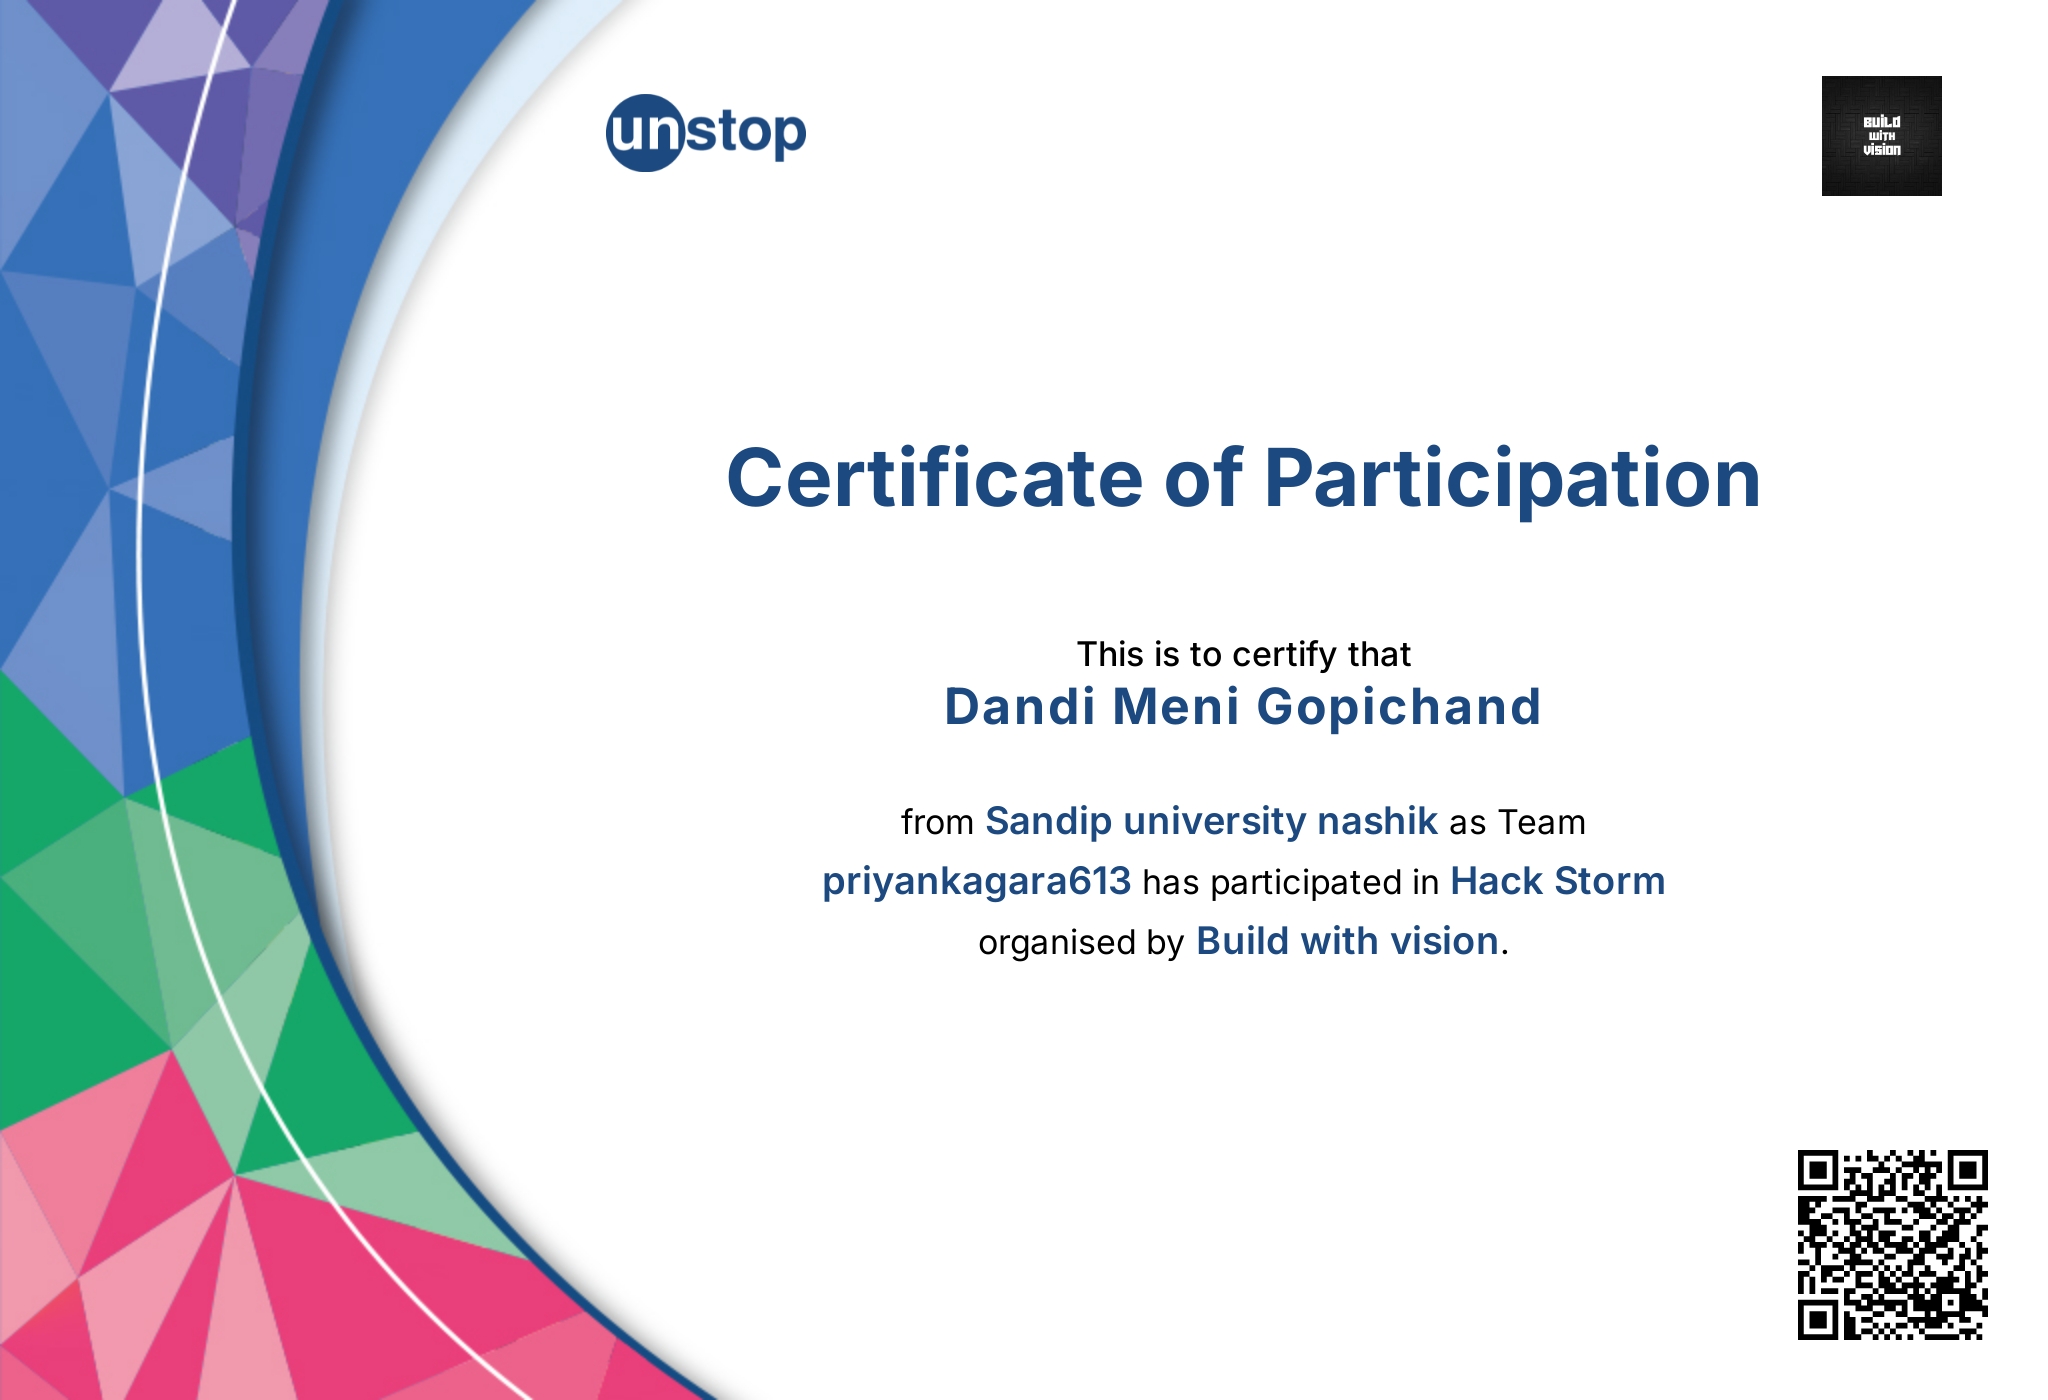 unstop
BUILD
WITH
VISION
Certificate of Participation
This is to certify that
Dandi Meni Gopichand
from Sandip university nashik as Team
priyankagara613 has participated in Hack Storm
organised by Build with vision.